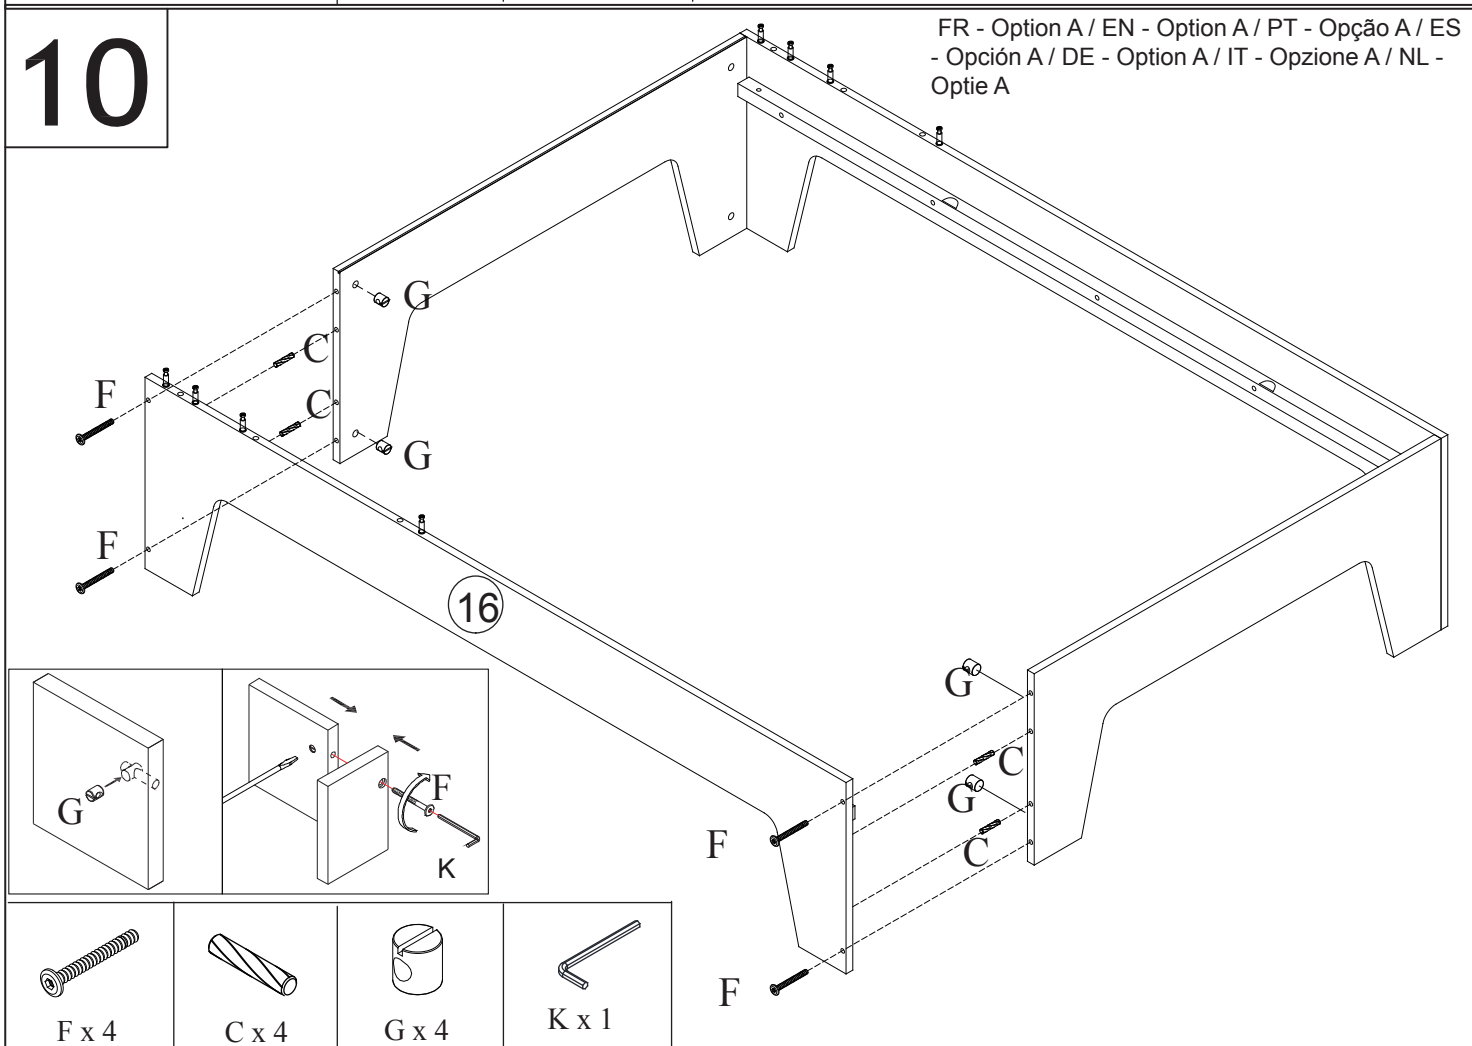 10
FR - Option A / EN - Option A / PT - Opção A / ES
- Opción A / DE - Option A / IT - Opzione A / NL -
Optie A
G
C
F
C
G
F
16
G
C
G
F
C
F
G
F
K
F x 4
C x 4
G x 4
K x 1